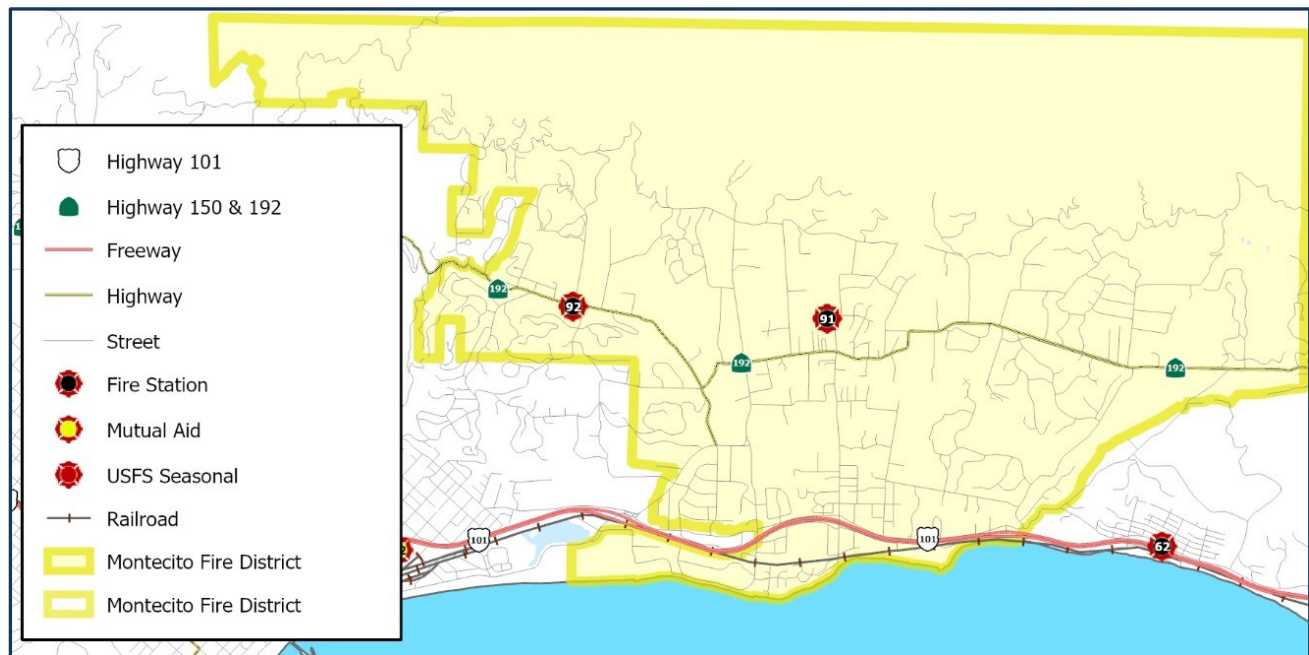 Highway 101
Highway 150 & 192
Freeway
Highway
Street
Fire Station
Mutual Aid
USFS Seasonal
Railroad
Montecito Fire District
Montecito Fire District
192
92
91
192
192
101
101
62